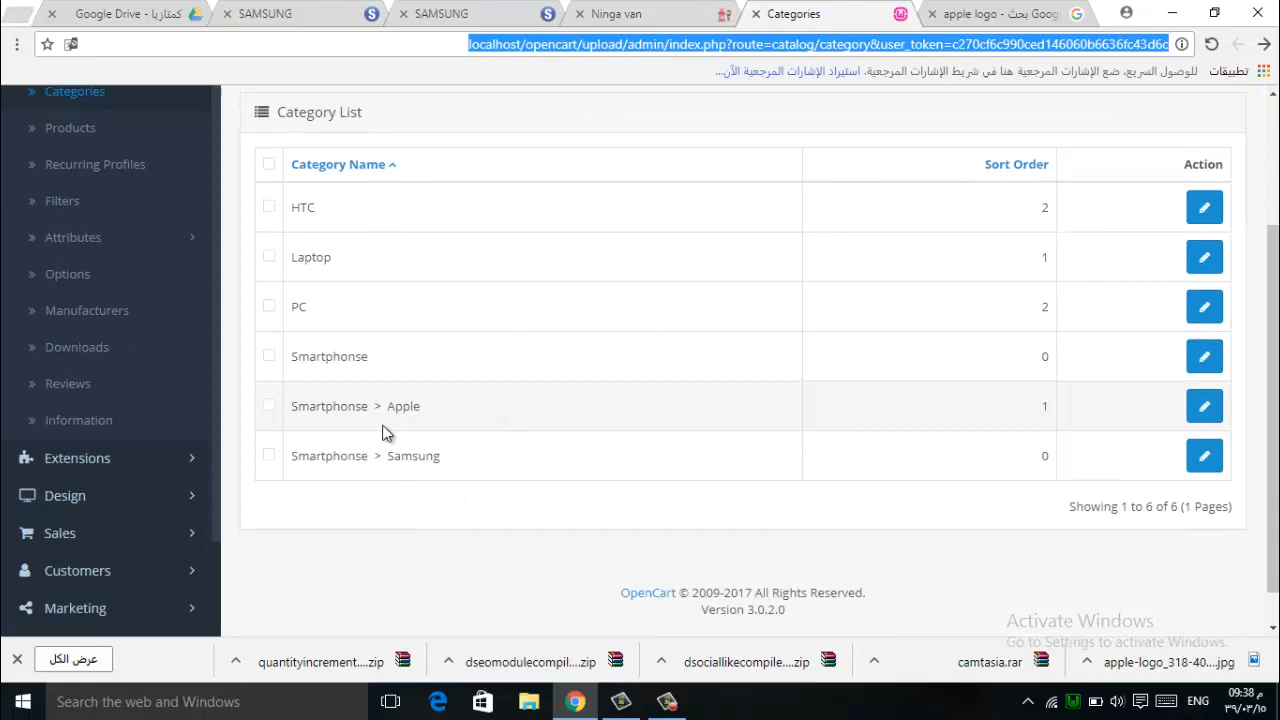 Google Drive - كمتازيا
SAMSUNG
SAMSUNG
Ninga van
Categories
apple logo - بحث Goog
localhost/opencart/upload/admin/index.php?route=catalog/category&user_token=c270cf6c990ced146060b6636fc43d6c
تطبيقات
للوصول السريع، ضع الإشارات المرجعية هنا في شريط الإشارات المرجعية. استيراد الإشارات المرجعية الآن...
Categories
Products
Recurring Profiles
Filters
Attributes
Options
Manufacturers
Downloads
Reviews
Information
Extensions
Design
Sales
Customers
Marketing
Category List
Category Name Sort Order Action
HTC 2
Laptop 1
PC 2
Smartphonse 0
Smartphonse > Apple 1
Smartphonse > Samsung 0
Showing 1 to 6 of 6 (1 Pages)
OpenCart © 2009-2017 All Rights Reserved.
Version 3.0.2.0
Activate Windows
Go to Settings to activate Windows.
عرض الكل
quantityincrement....zip
dseomodulecompil....zip
dsociallikecompile....zip
camtasia.rar
apple-logo_318-40....jpg
Search the web and Windows
ENG
09:38 م
٣٩/٠٣/١٥